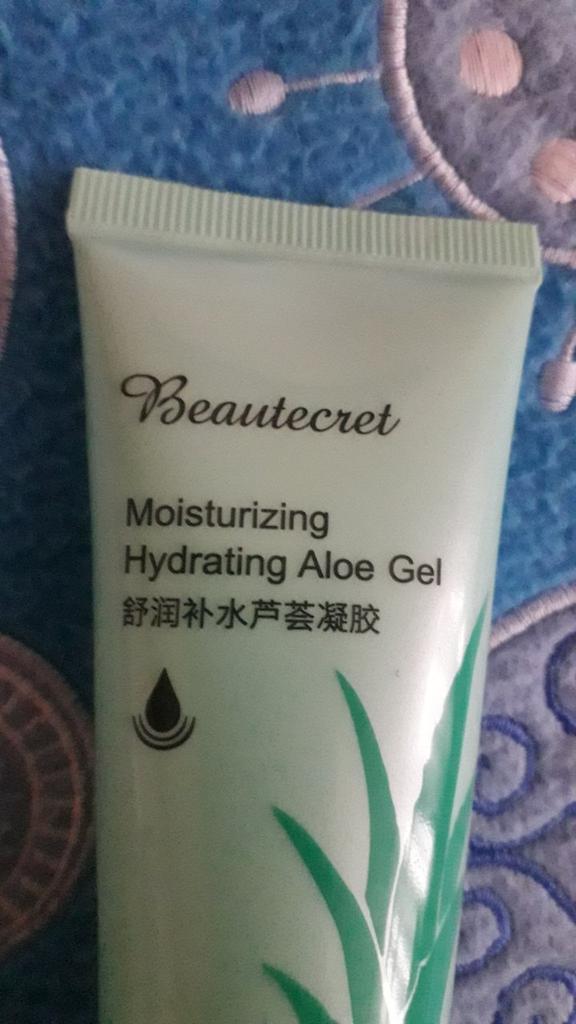 Beautecret
Moisturizing
Hydrating Aloe Gel
舒润补水芦荟凝胶